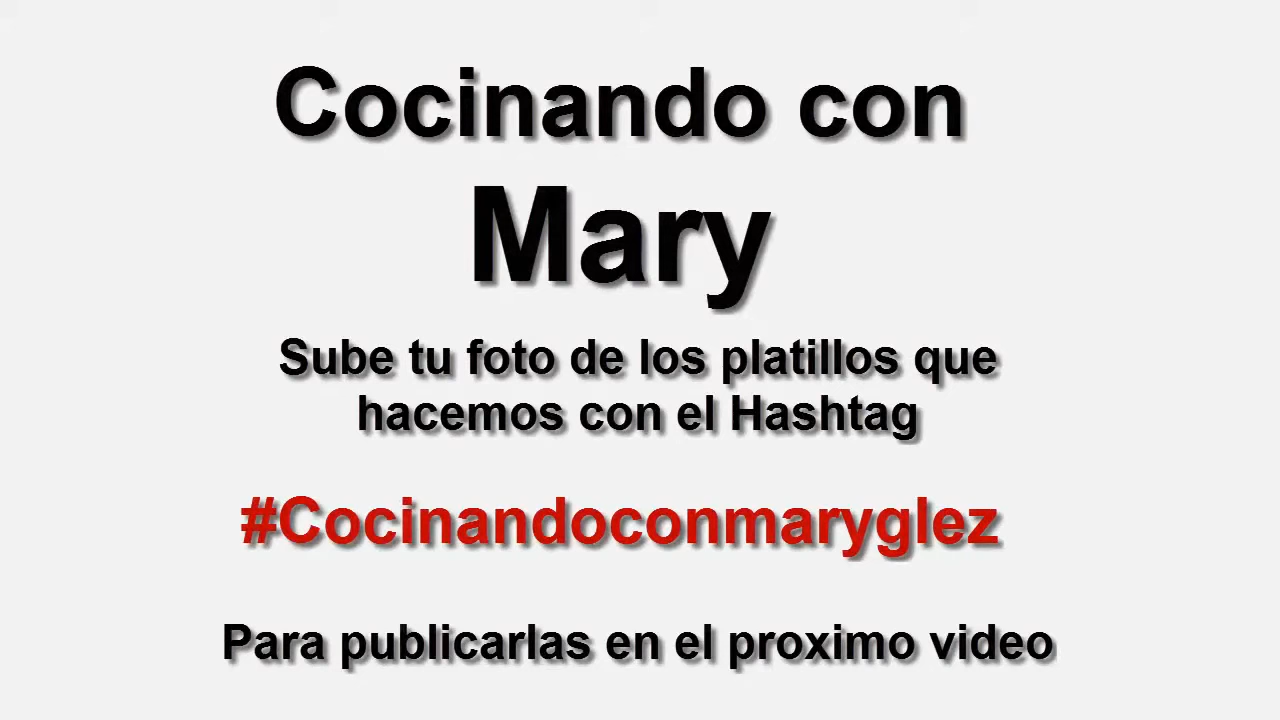 Cocinando con
Mary
Sube tu foto de los platillos que
hacemos con el Hashtag
#Cocinandoconmaryglez
Para publicarlas en el proximo video